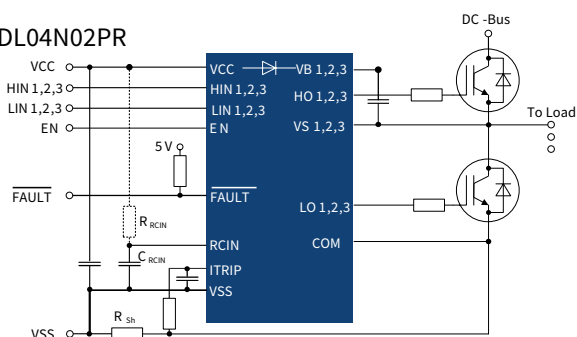 DL04N02PR
DC -Bus
VCC
VCC
VB 1,2,3
HIN 1,2,3
HIN 1,2,3
HO 1,2,3
LIN 1,2,3
LIN 1,2,3
To Load
EN
EN
VS 1,2,3
5 V
FAULT
FAULT
LO 1,2,3
R RCIN
RCIN
COM
C RCIN
ITRIP
VSS
R Sh
VSS